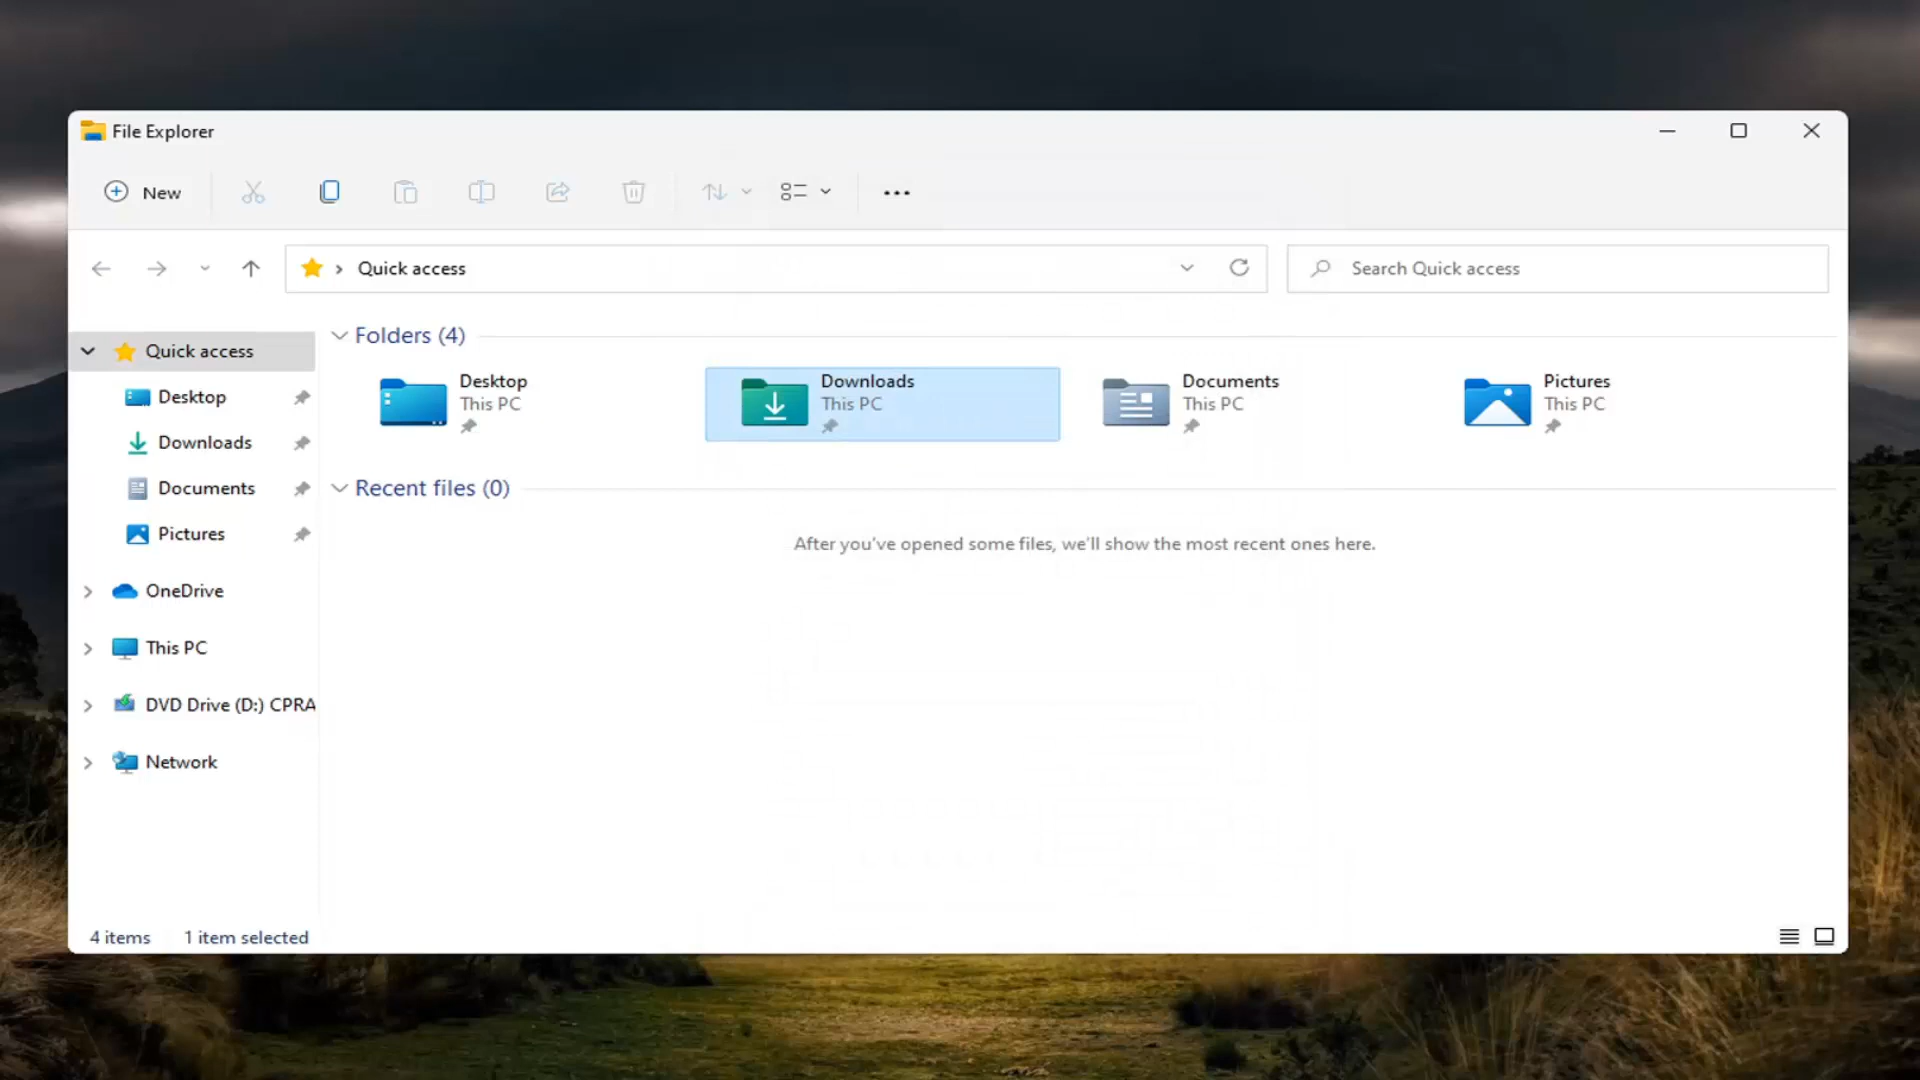 File Explorer
New
Quick access
Search Quick access
Quick access
Desktop
Downloads
Documents
Pictures
OneDrive
This PC
DVD Drive (D:) CPRA
Network
Folders (4)
Desktop
This PC
Downloads
This PC
Documents
This PC
Pictures
This PC
Recent files (0)
After you've opened some files, we'll show the most recent ones here.
4 items 1 item selected